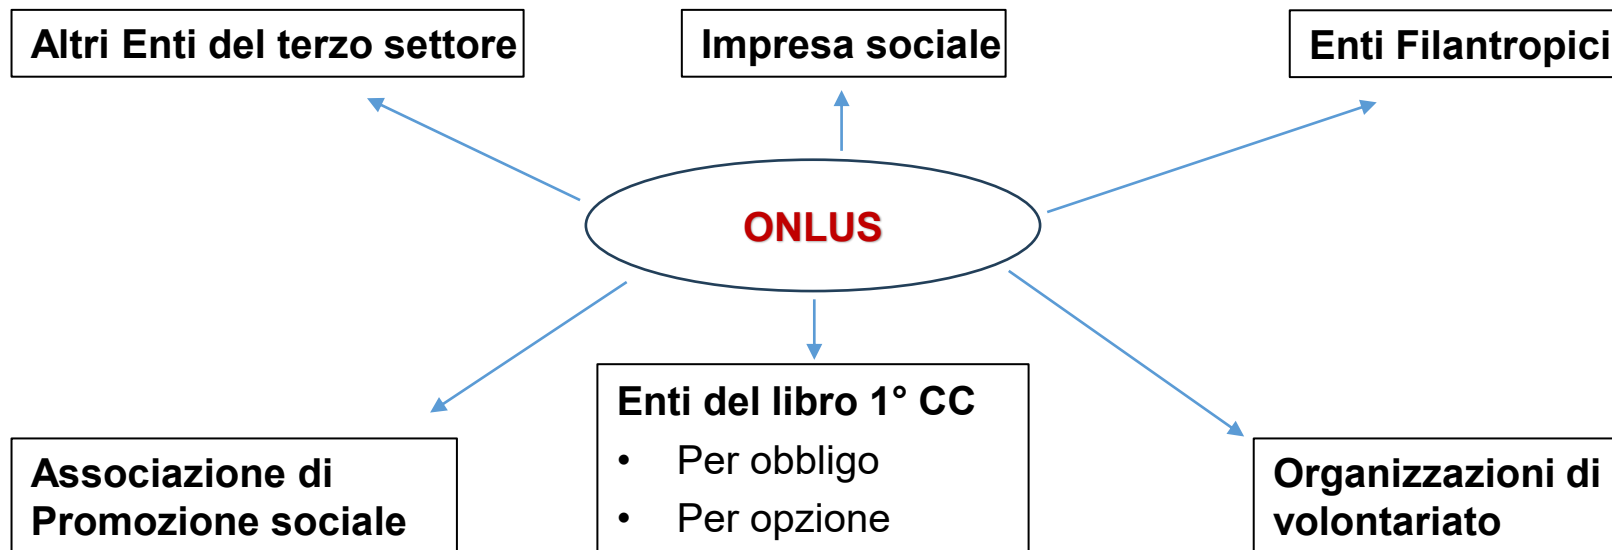 Altri Enti del terzo settore
Impresa sociale
Enti Filantropici
ONLUS
Associazione di
Promozione sociale
Enti del libro 1° CC
• Per obbligo
• Per opzione
Organizzazioni di
volontariato